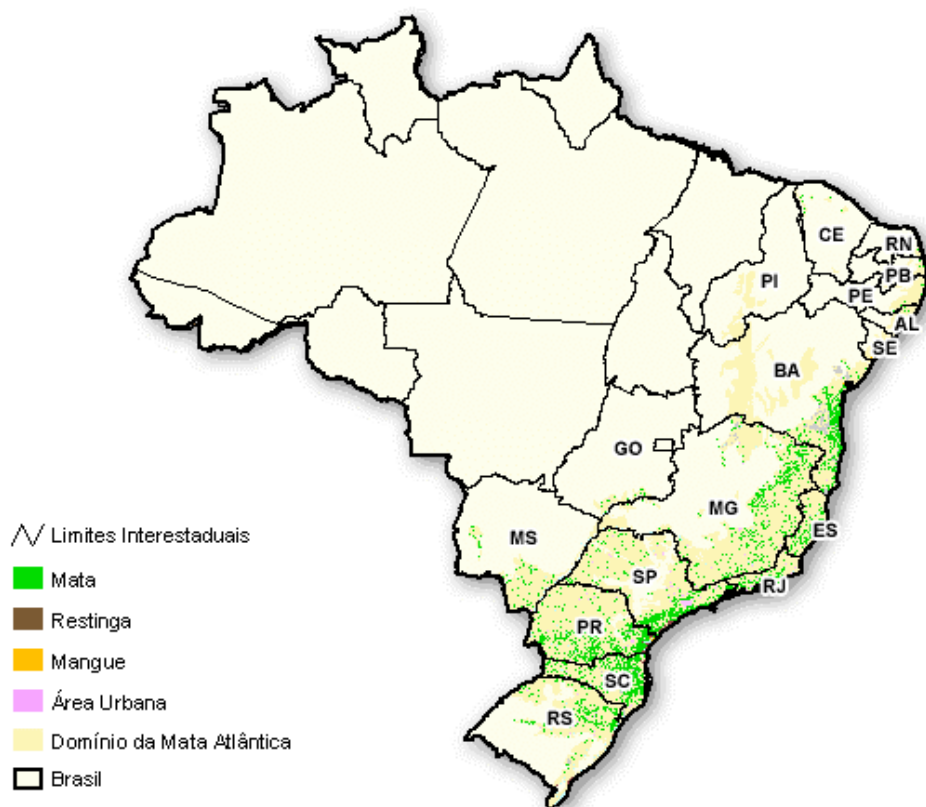 CE
RN
PI
PB
PE
AL
SE
BA
GO
MG
MS
ES
SP
RJ
PR
SC
RS
Limites Interestaduais
Mata
Restinga
Mangue
Área Urbana
Domínio da Mata Atlântica
Brasil